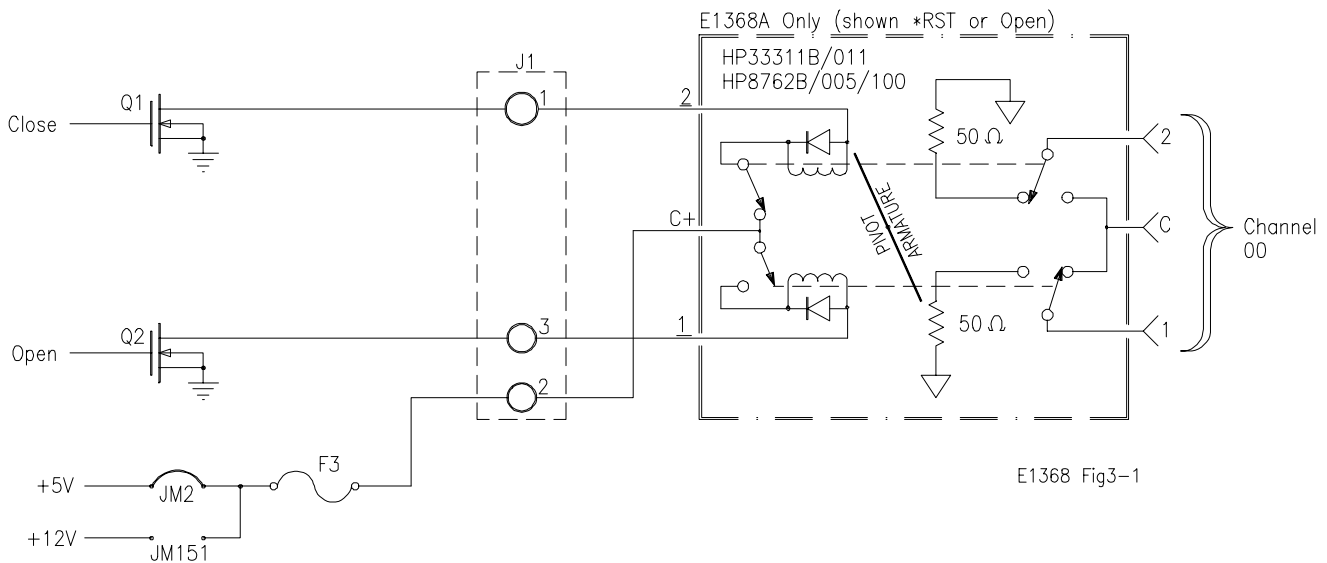 E1368A Only (shown *RST or Open)
HP33311B/011
HP8762B/005/100
J1
Q1
1
2
Close
50 Ω
2
C+
PIVOT
ARMATURE
C
Channel
00
Q2
3
1
50 Ω
1
Open
2
F3
+5V
JM2
E1368 Fig3-1
+12V
JM151